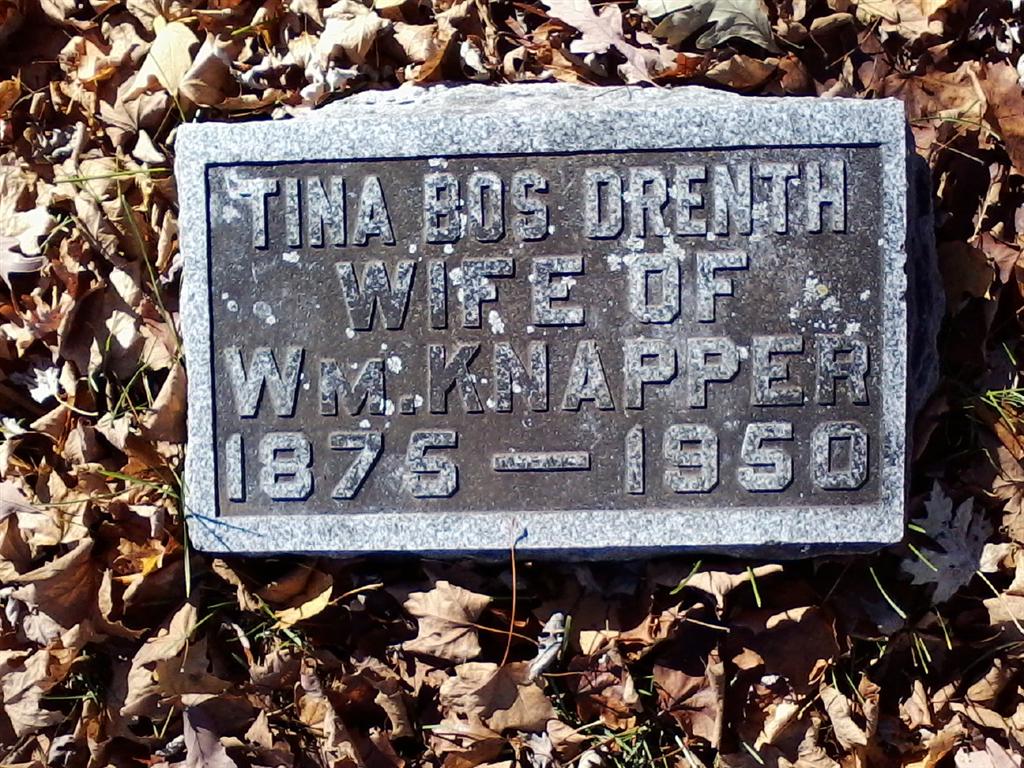 TINA BOS DRENTH
WIFE OF
WM. KNAPPER
1875 — 1950